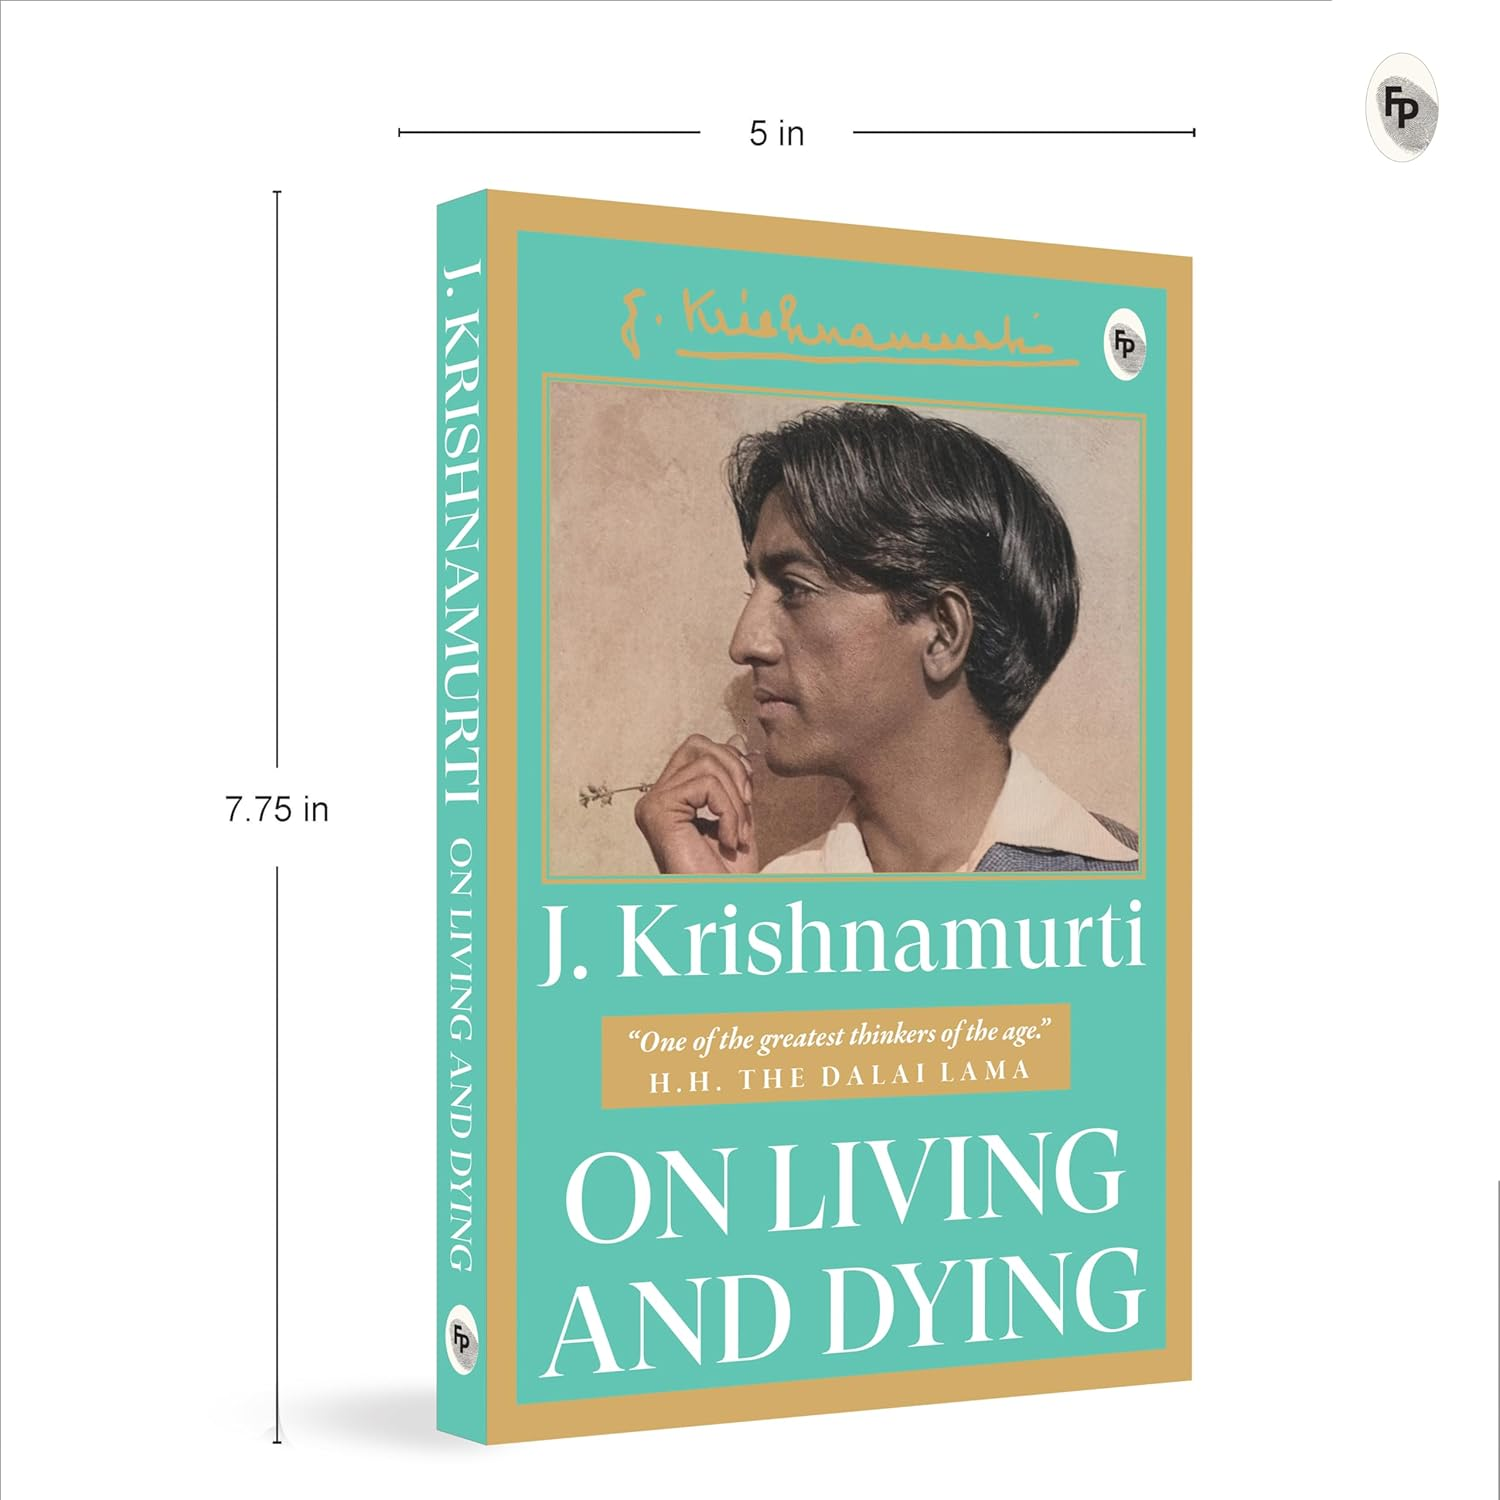 FP
5 in
7.75 in
J. KRISHNAMURTI ON LIVING AND DYING
FP
J. Krishnamurti
FP
J. Krishnamurti
“One of the greatest thinkers of the age.”
H.H. THE DALAI LAMA
ON LIVING
AND DYING